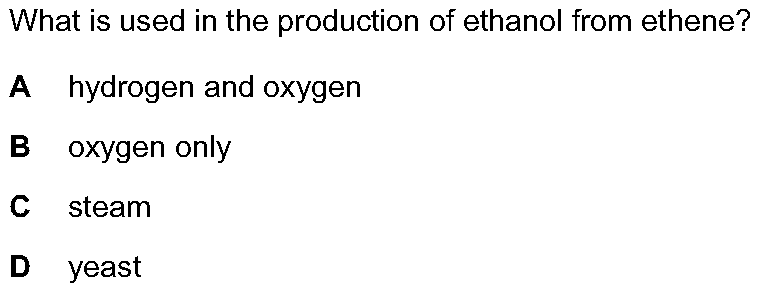 What is used in the production of ethanol from ethene?
A hydrogen and oxygen
B oxygen only
C steam
D yeast